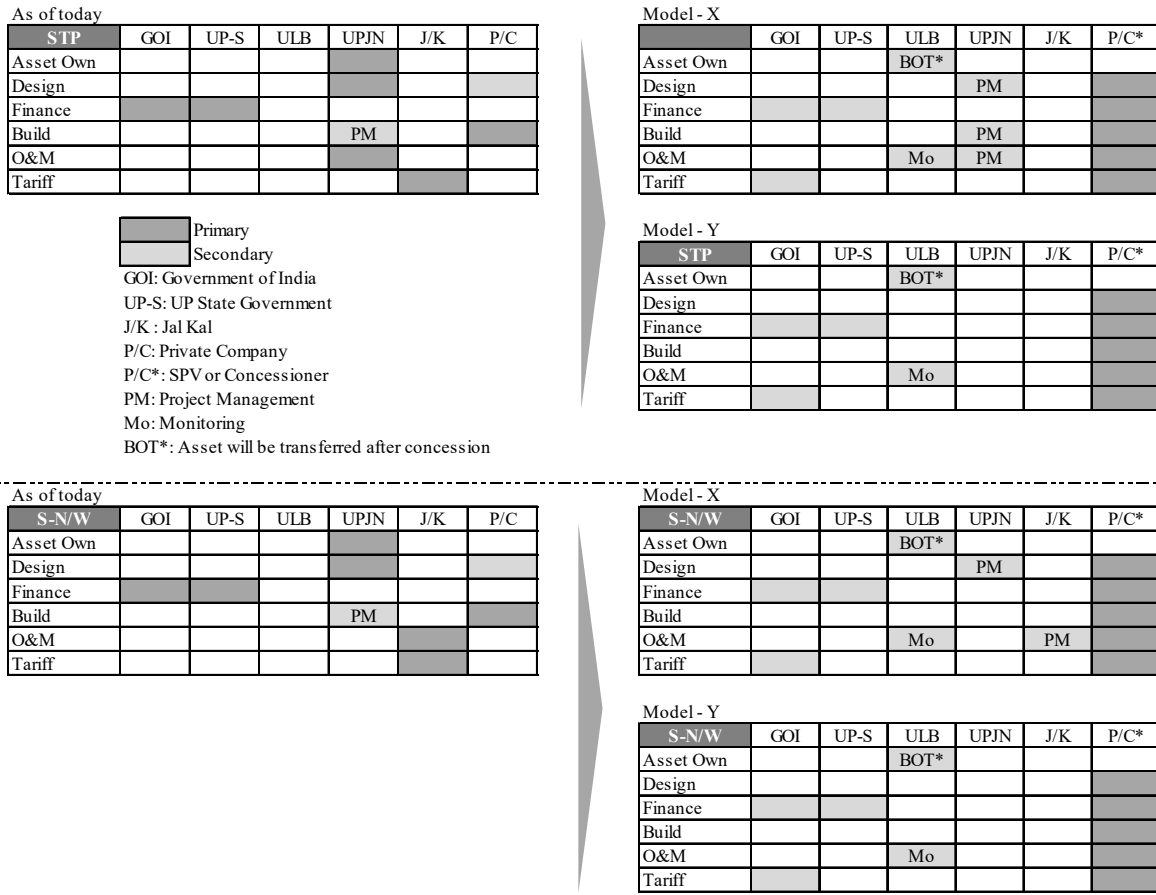 As of today
STP GOI UP-S ULB UPJN J/K P/C
Asset Own
Design
Finance
Build PM
O&M
Tariff
Primary
Secondary
GOI: Government of India
UP-S: UP State Government
J/K : Jal Kal
P/C: Private Company
P/C*: SPV or Concessioner
PM: Project Management
Mo: Monitoring
BOT*: Asset will be transferred after concession
Model - X
GOI UP-S ULB UPJN J/K P/C*
Asset Own BOT*
Design PM
Finance
Build PM
O&M Mo PM
Tariff
Model - Y
STP GOI UP-S ULB UPJN J/K P/C*
Asset Own BOT*
Design
Finance
Build
O&M Mo
Tariff
As of today
S-N/W GOI UP-S ULB UPJN J/K P/C
Asset Own
Design
Finance
Build PM
O&M
Tariff
Model - X
S-N/W GOI UP-S ULB UPJN J/K P/C*
Asset Own BOT*
Design PM
Finance
Build
O&M Mo PM
Tariff
Model - Y
S-N/W GOI UP-S ULB UPJN J/K P/C*
Asset Own BOT*
Design
Finance
Build
O&M Mo
Tariff